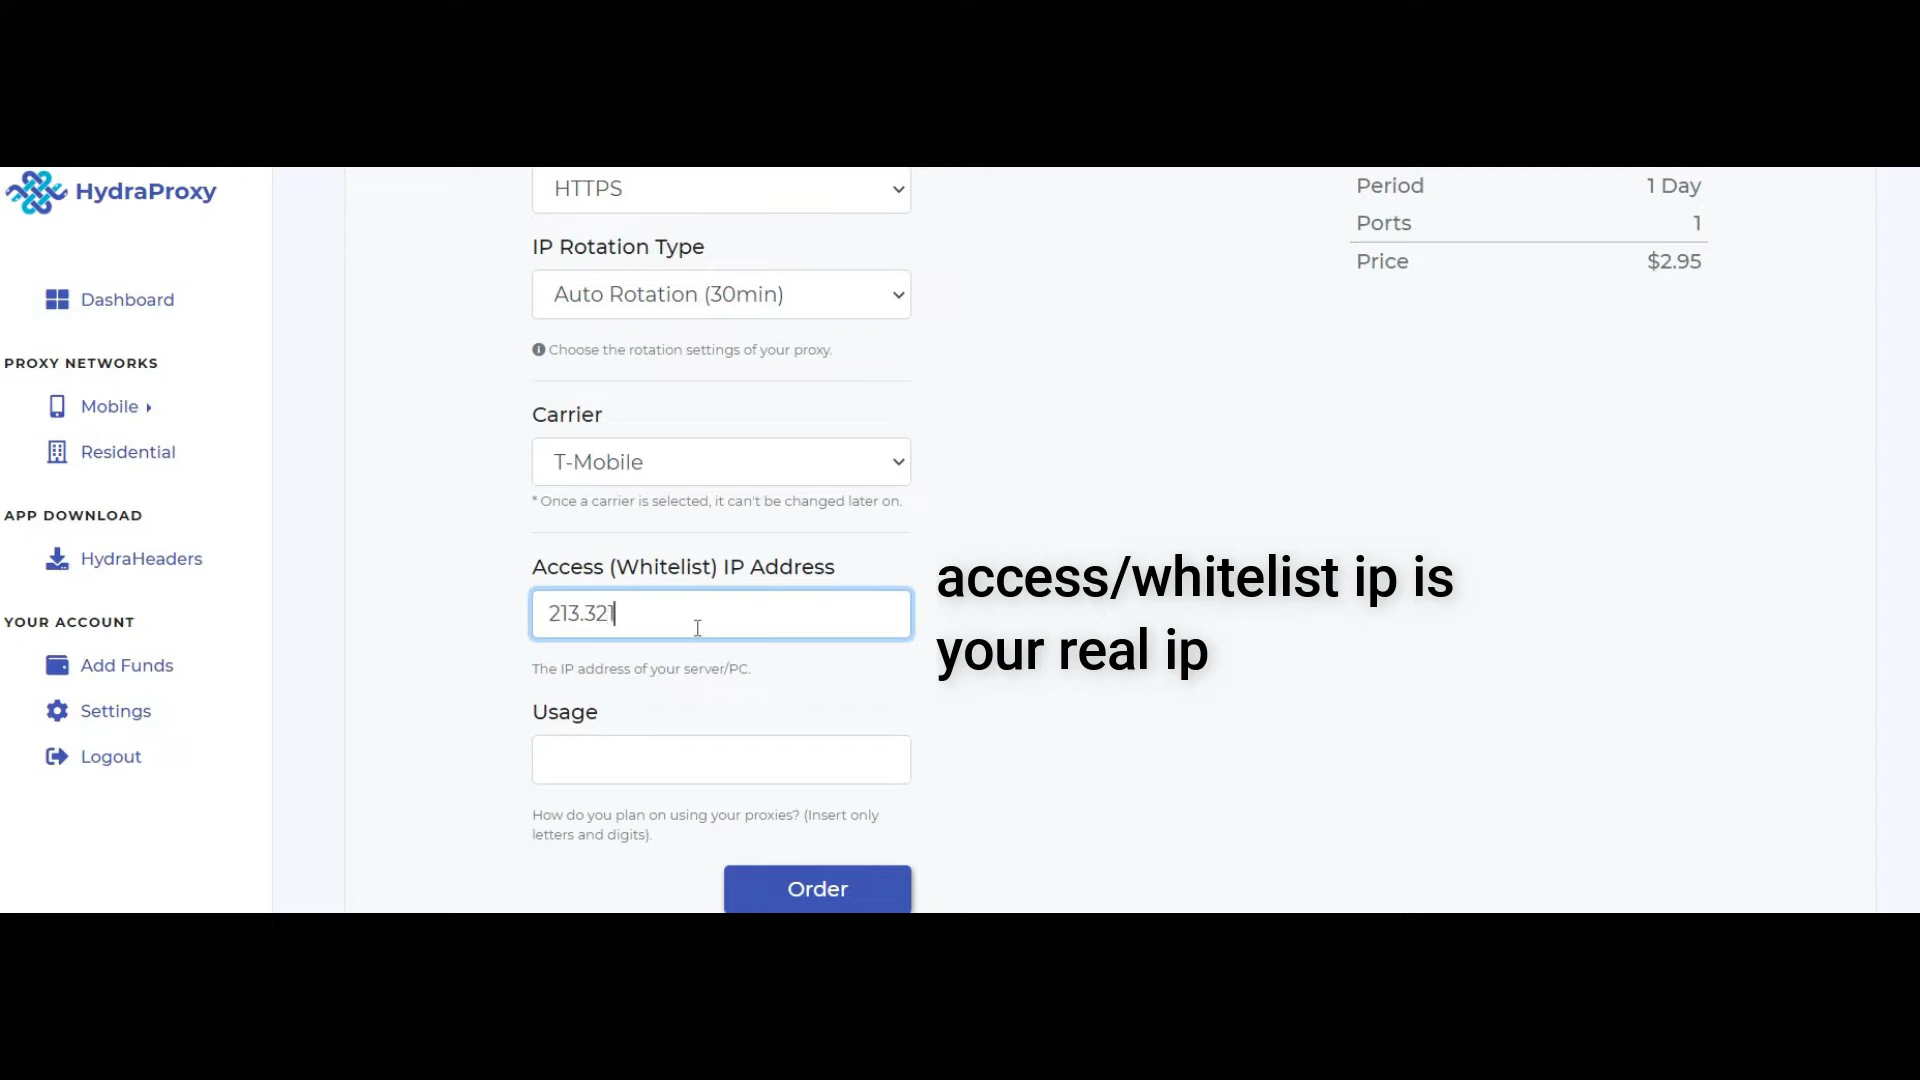 HydraProxy
Dashboard
PROXY NETWORKS
Mobile
Residential
APP DOWNLOAD
HydraHeaders
YOUR ACCOUNT
Add Funds
Settings
Logout
HTTPS
IP Rotation Type
Auto Rotation (30min)
Choose the rotation settings of your proxy.
Carrier
T-Mobile
* Once a carrier is selected, it can't be changed later on.
Access (Whitelist) IP Address
213.321
The IP address of your server/PC.
Usage
How do you plan on using your proxies? (Insert only
letters and digits).
Order
Period 1 Day
Ports 1
Price $2.95
access/whitelist ip is
your real ip